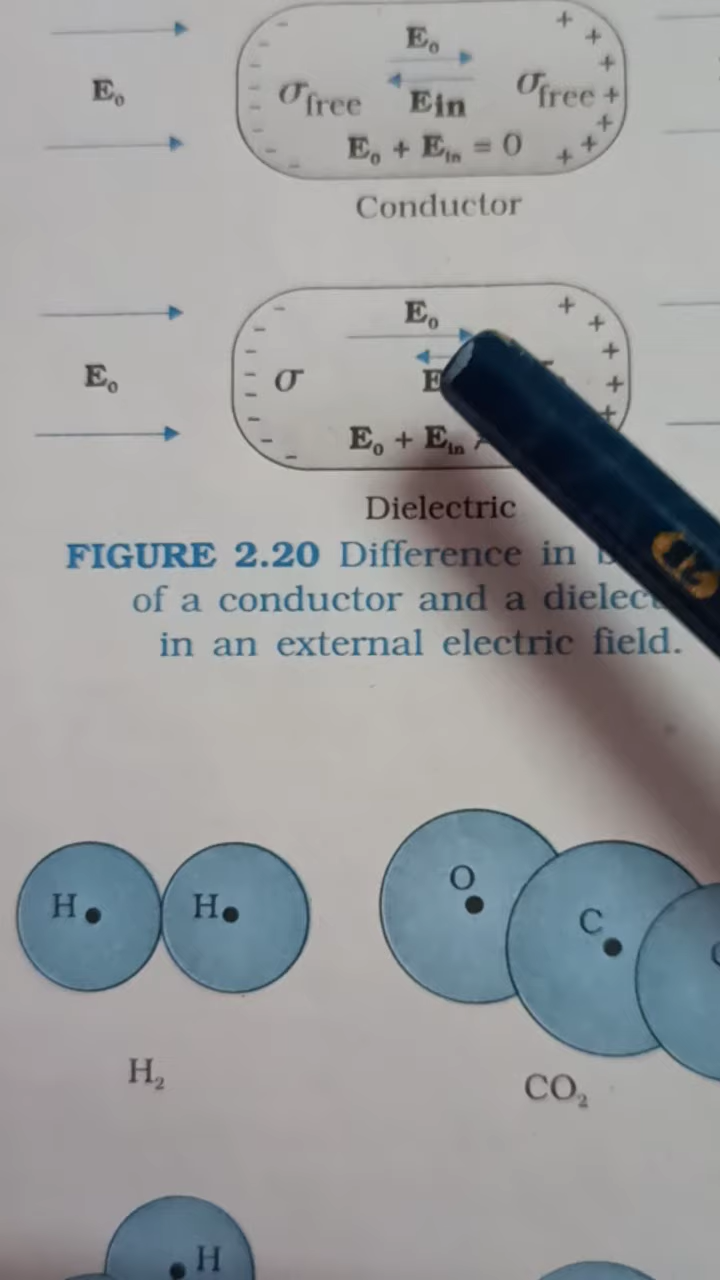 E₀
E₀
σfree
Ein
σfree
E₀ + Eᵢₙ = 0
Conductor
E₀
E₀
σ
E₀ + Eᵢₙ
Dielectric
FIGURE 2.20 Difference in
of a conductor and a
in an external electric field.
H
H
O
C
H₂
CO₂
H